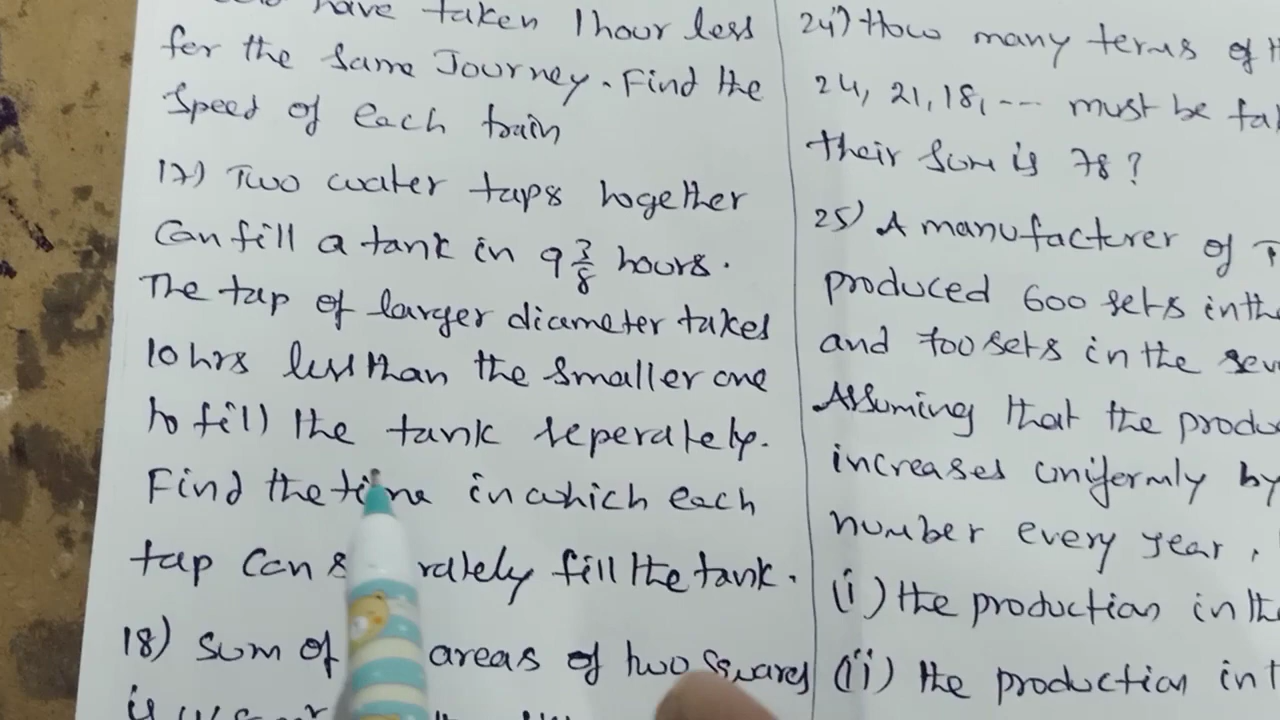 have taken 1 hour less
for the same Journey. Find the
speed of each train
17) Two water taps together
can fill a tank in 9 3/8 hours.
The tap of larger diameter takes
10 hrs less than the smaller one
to fill the tank seperately.
Find the time in which each
tap can rately fill the tank.
18) Sum of areas of two squares
is
24) How many terms of
24, 21, 18, --- must be
their sum is 78?
25) A manufacturer of
produced 600 sets in the
and 700 sets in the
Assuming that the
increases uniformly by
number every year,
(i) the production in
(ii) the production in